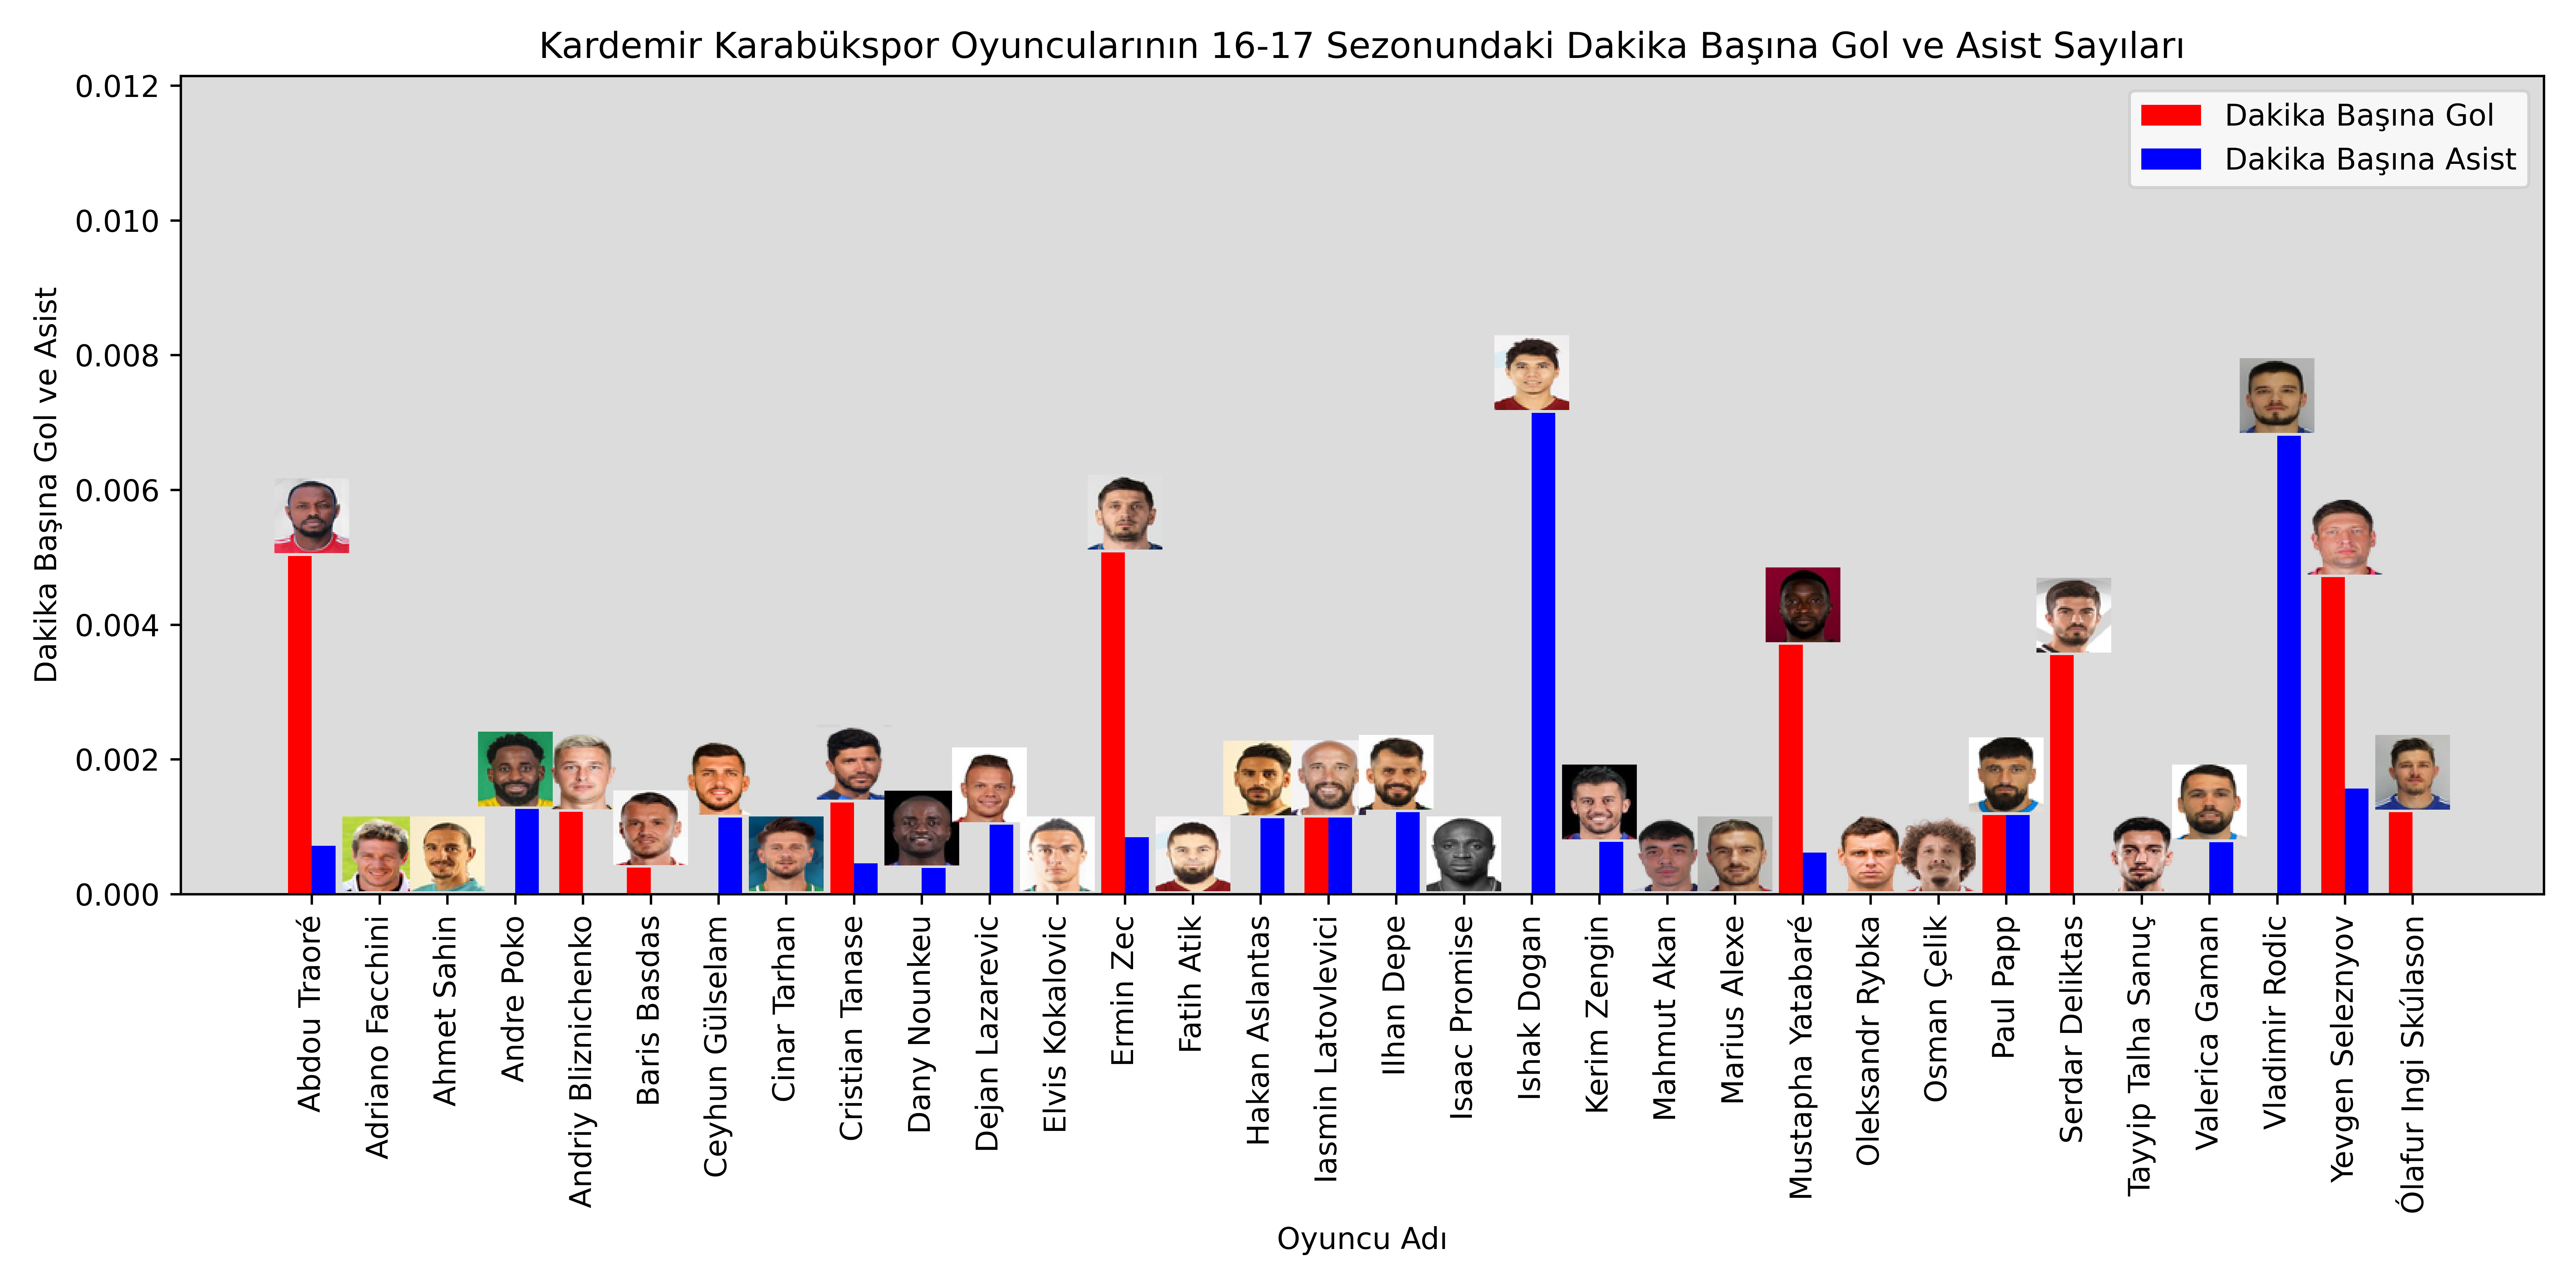 Kardemir Karabükspor Oyuncularının 16-17 Sezonundaki Dakika Başına Gol ve Asist Sayıları
Dakika Başına Gol ve Asist
0.012
0.010
0.008
0.006
0.004
0.002
0.000
Dakika Başına Gol
Dakika Başına Asist
Abdou Traoré
Adriano Facchini
Ahmet Sahin
Andre Poko
Andriy Bliznichenko
Baris Basdas
Ceyhun Gülselam
Cinar Tarhan
Cristian Tanase
Dany Nounkeu
Dejan Lazarevic
Elvis Kokalovic
Ermin Zec
Fatih Atik
Hakan Aslantas
Iasmin Latovlevici
Ilhan Depe
Isaac Promise
Ishak Dogan
Kerim Zengin
Mahmut Akan
Marius Alexe
Mustapha Yatabaré
Oleksandr Rybka
Osman Çelik
Paul Papp
Serdar Deliktas
Tayyip Talha Sanuç
Valerica Gaman
Vladimir Rodic
Yevgen Seleznyov
Ólafur Ingi Skúlason
Oyuncu Adı